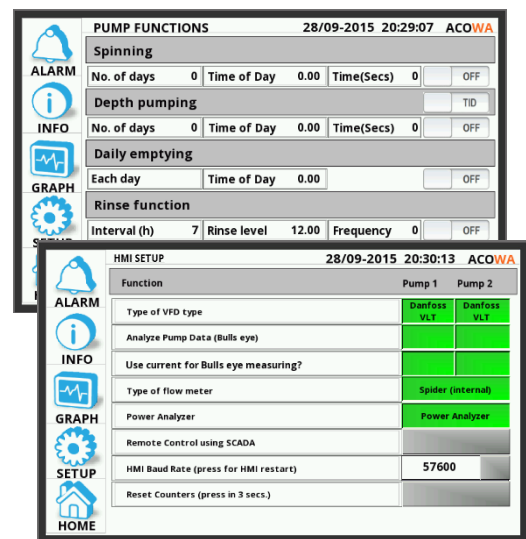 PUMP FUNCTIONS 28/09-2015 20:29:07 ACOWA
Spinning
ALARM
No. of days 0 Time of Day 0.00 Time(Secs) 0 OFF
Depth pumping TID
INFO
No. of days 0 Time of Day 0.00 Time(Secs) 0 OFF
Daily emptying
GRAPH
Each day Time of Day 0.00 OFF
Rinse function
Interval (h) 7 Rinse level 12.00 Frequency 0 OFF
HMI SETUP 28/09-2015 20:30:13 ACOWA
Function Pump 1 Pump 2
ALARM
Type of VFD type Danfoss VLT Danfoss VLT
Analyze Pump Data (Bulls eye)
INFO
Use current for Bulls eye measuring?
Type of flow meter Spider (internal)
GRAPH
Power Analyzer Power Analyzer
Remote Control using SCADA
SETUP
HMI Baud Rate (press for HMI restart) 57600
Reset Counters (press in 3 secs.)
HOME